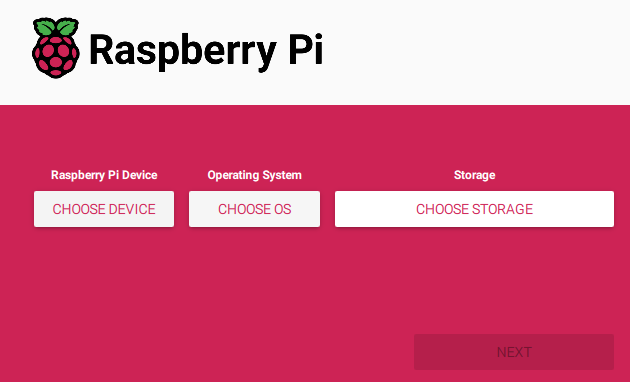 Raspberry Pi
Raspberry Pi Device Operating System Storage
CHOOSE DEVICE CHOOSE OS CHOOSE STORAGE
NEXT